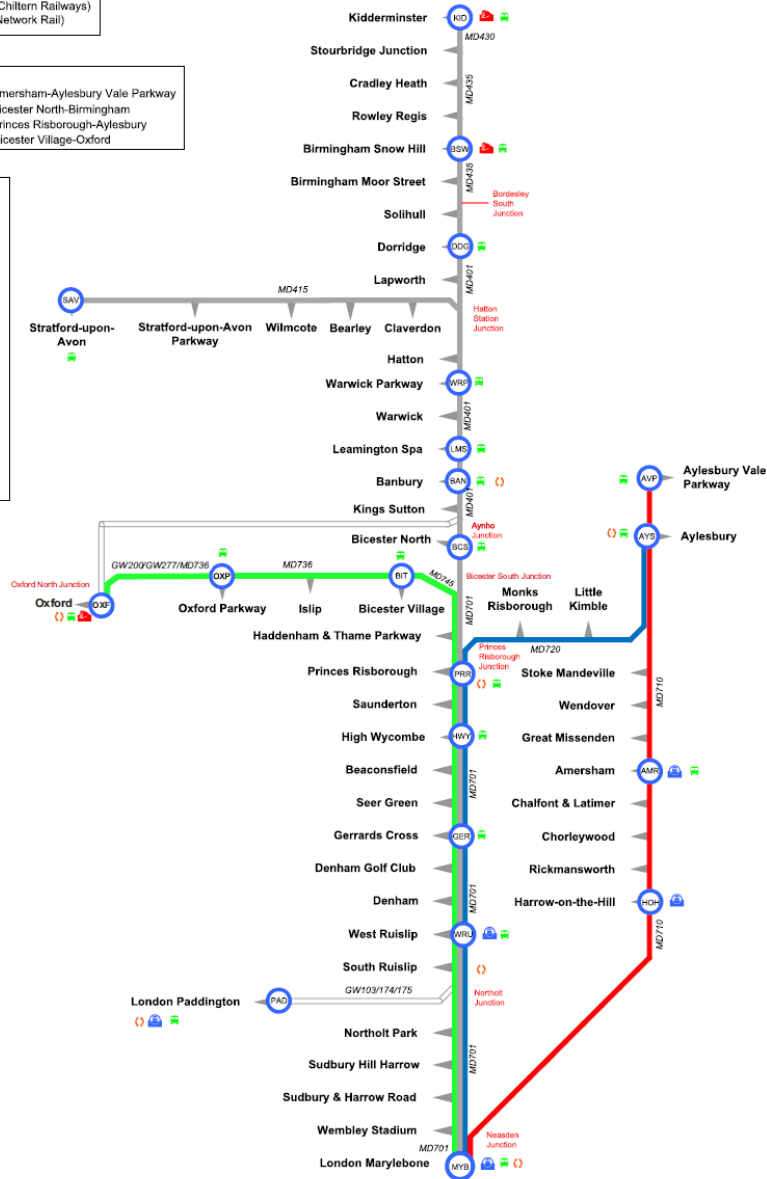 Chiltern Railways)
Network Rail)
Amersham-Aylesbury Vale Parkway
Bicester North-Birmingham
Princes Risborough-Aylesbury
Bicester Village-Oxford
Kidderminster
KID
MD430
Stourbridge Junction
Cradley Heath
MD435
Rowley Regis
Birmingham Snow Hill
BSW
Birmingham Moor Street
MD435
Bordesley
South
Junction
Solihull
Dorridge
DDG
Lapworth
MD401
MD415
SAV
Stratford-upon-
Avon
Stratford-upon-Avon
Parkway
Wilmcote
Bearley
Claverdon
Hatton
Station
Junction
Hatton
Warwick Parkway
WRP
Warwick
MD401
Leamington Spa
LMS
Banbury
BAN
MD401
Kings Sutton
Aynho
Junction
Bicester North
BCS
AVP
Aylesbury Vale
Parkway
AYS
Aylesbury
GW200/GW277/MD736
MD736
MD745
Bicester South Junction
Oxford North Junction
Oxford
OXF
OXP
Oxford Parkway
Islip
BIT
Bicester Village
MD701
Monks
Risborough
Little
Kimble
Haddenham & Thame Parkway
MD720
Princes
Risborough
Junction
Princes Risborough
PRR
Stoke Mandeville
MD710
Saunderton
Wendover
High Wycombe
HWY
Great Missenden
Beaconsfield
MD701
Amersham
AMR
Seer Green
Chalfont & Latimer
Gerrards Cross
GER
Chorleywood
Denham Golf Club
Rickmansworth
Denham
MD701
Harrow-on-the-Hill
HOH
West Ruislip
WRU
MD710
South Ruislip
GW103/174/175
Northolt
Junction
London Paddington
PAD
Northolt Park
MD701
Sudbury Hill Harrow
Sudbury & Harrow Road
Wembley Stadium
Neasden
Junction
MD701
London Marylebone
MYB